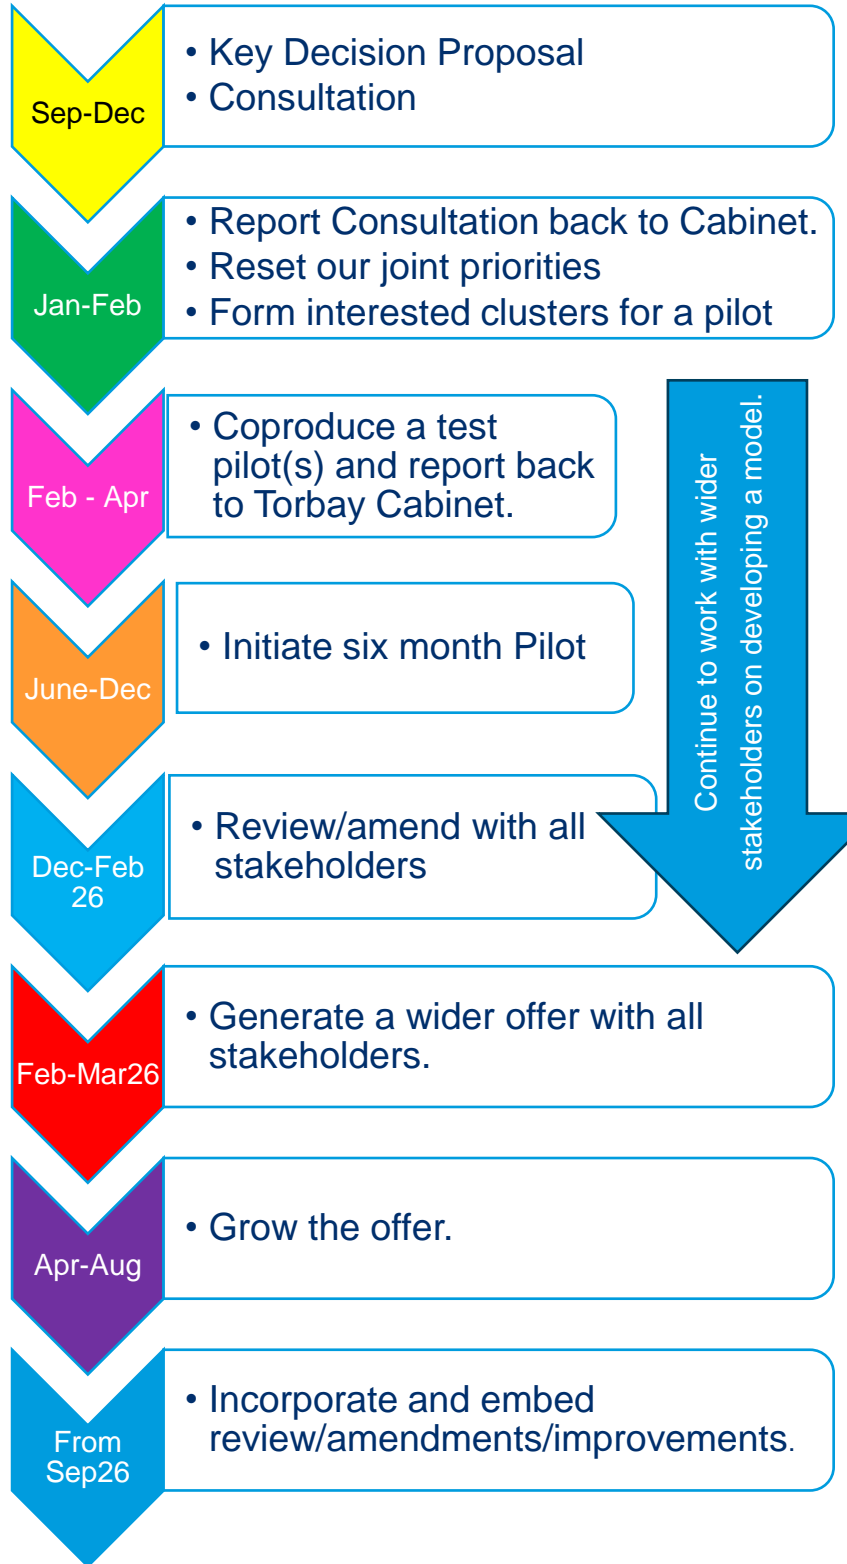 Sep-Dec
• Key Decision Proposal
• Consultation
Jan-Feb
• Report Consultation back to Cabinet.
• Reset our joint priorities
• Form interested clusters for a pilot
Feb - Apr
• Coproduce a test
pilot(s) and report back
to Torbay Cabinet.
Continue to work with wider
stakeholders on developing a model.
June-Dec
• Initiate six month Pilot
Dec-Feb
26
• Review/amend with all
stakeholders
Feb-Mar26
• Generate a wider offer with all
stakeholders.
Apr-Aug
• Grow the offer.
From
Sep26
• Incorporate and embed
review/amendments/improvements.